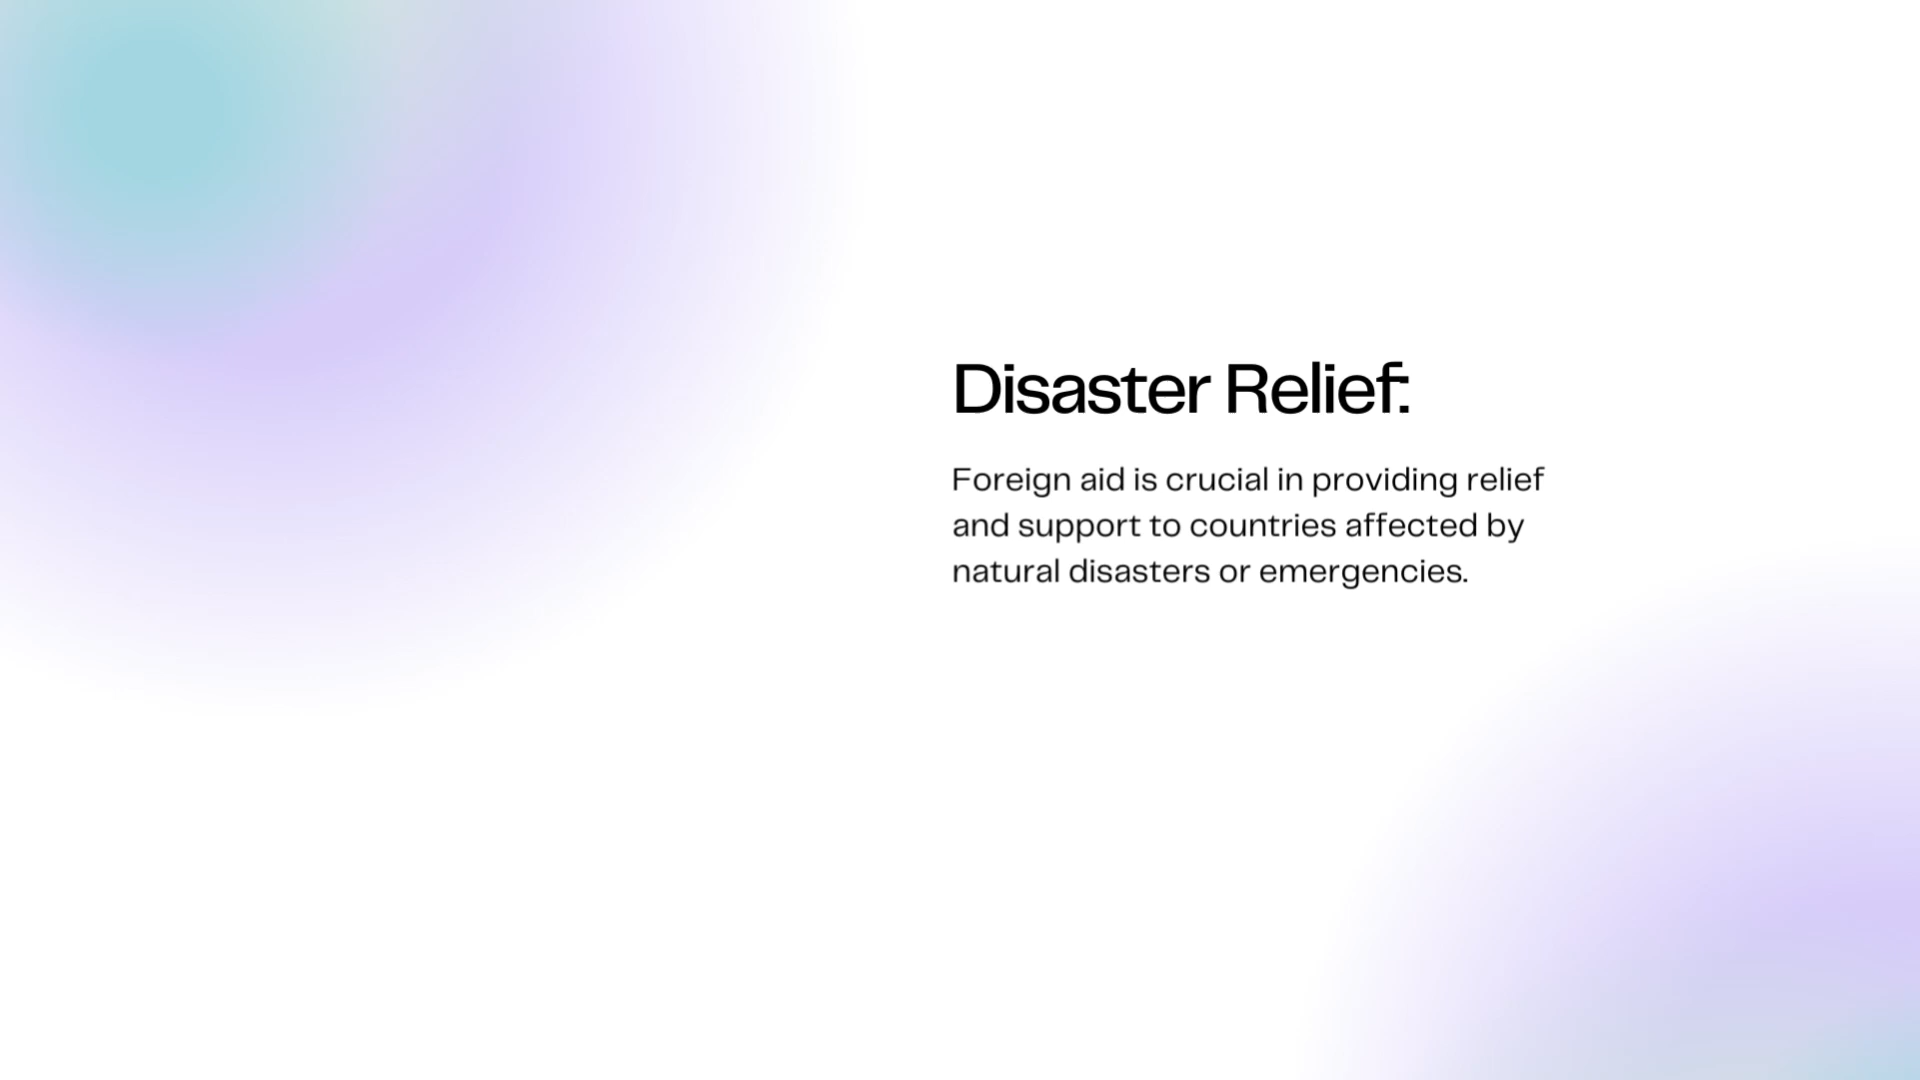 Disaster Relief:
Foreign aid is crucial in providing relief
and support to countries affected by
natural disasters or emergencies.